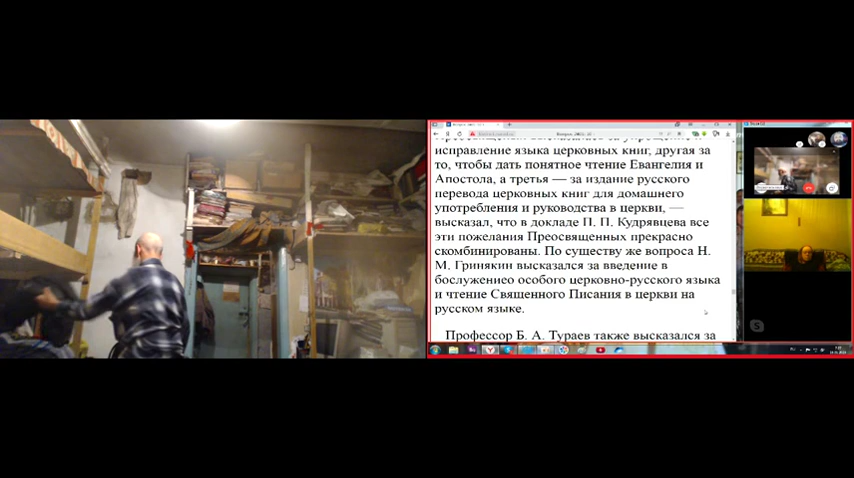 исправление языка церковных книг, другая за
то, чтобы дать понятное чтение Евангелия и
Апостола, а третья — за издание русского
перевода церковных книг для домашнего
употребления и руководства в церкви, —
высказал, что в докладе П. П. Кудрявцева все
эти пожелания Преосвященных прекрасно
скомбинированы. По существу же вопроса Н.
М. Гринякин высказался за введение в
бослужениео особого церковно-русского языка
и чтение Священного Писания в церкви на
русском языке.
Профессор Б. А. Тураев также высказался за